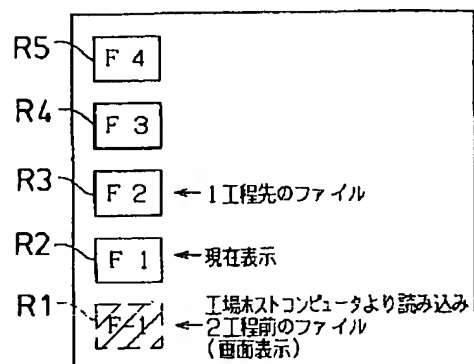 R5 F 4
R4 F 3
R3 F 2 ←1工程先のファイル
R2 F 1 ←現在表示
工場ホストコンピュータより読み込み
R1 F-1 ←2工程前のファイル
(画面表示)